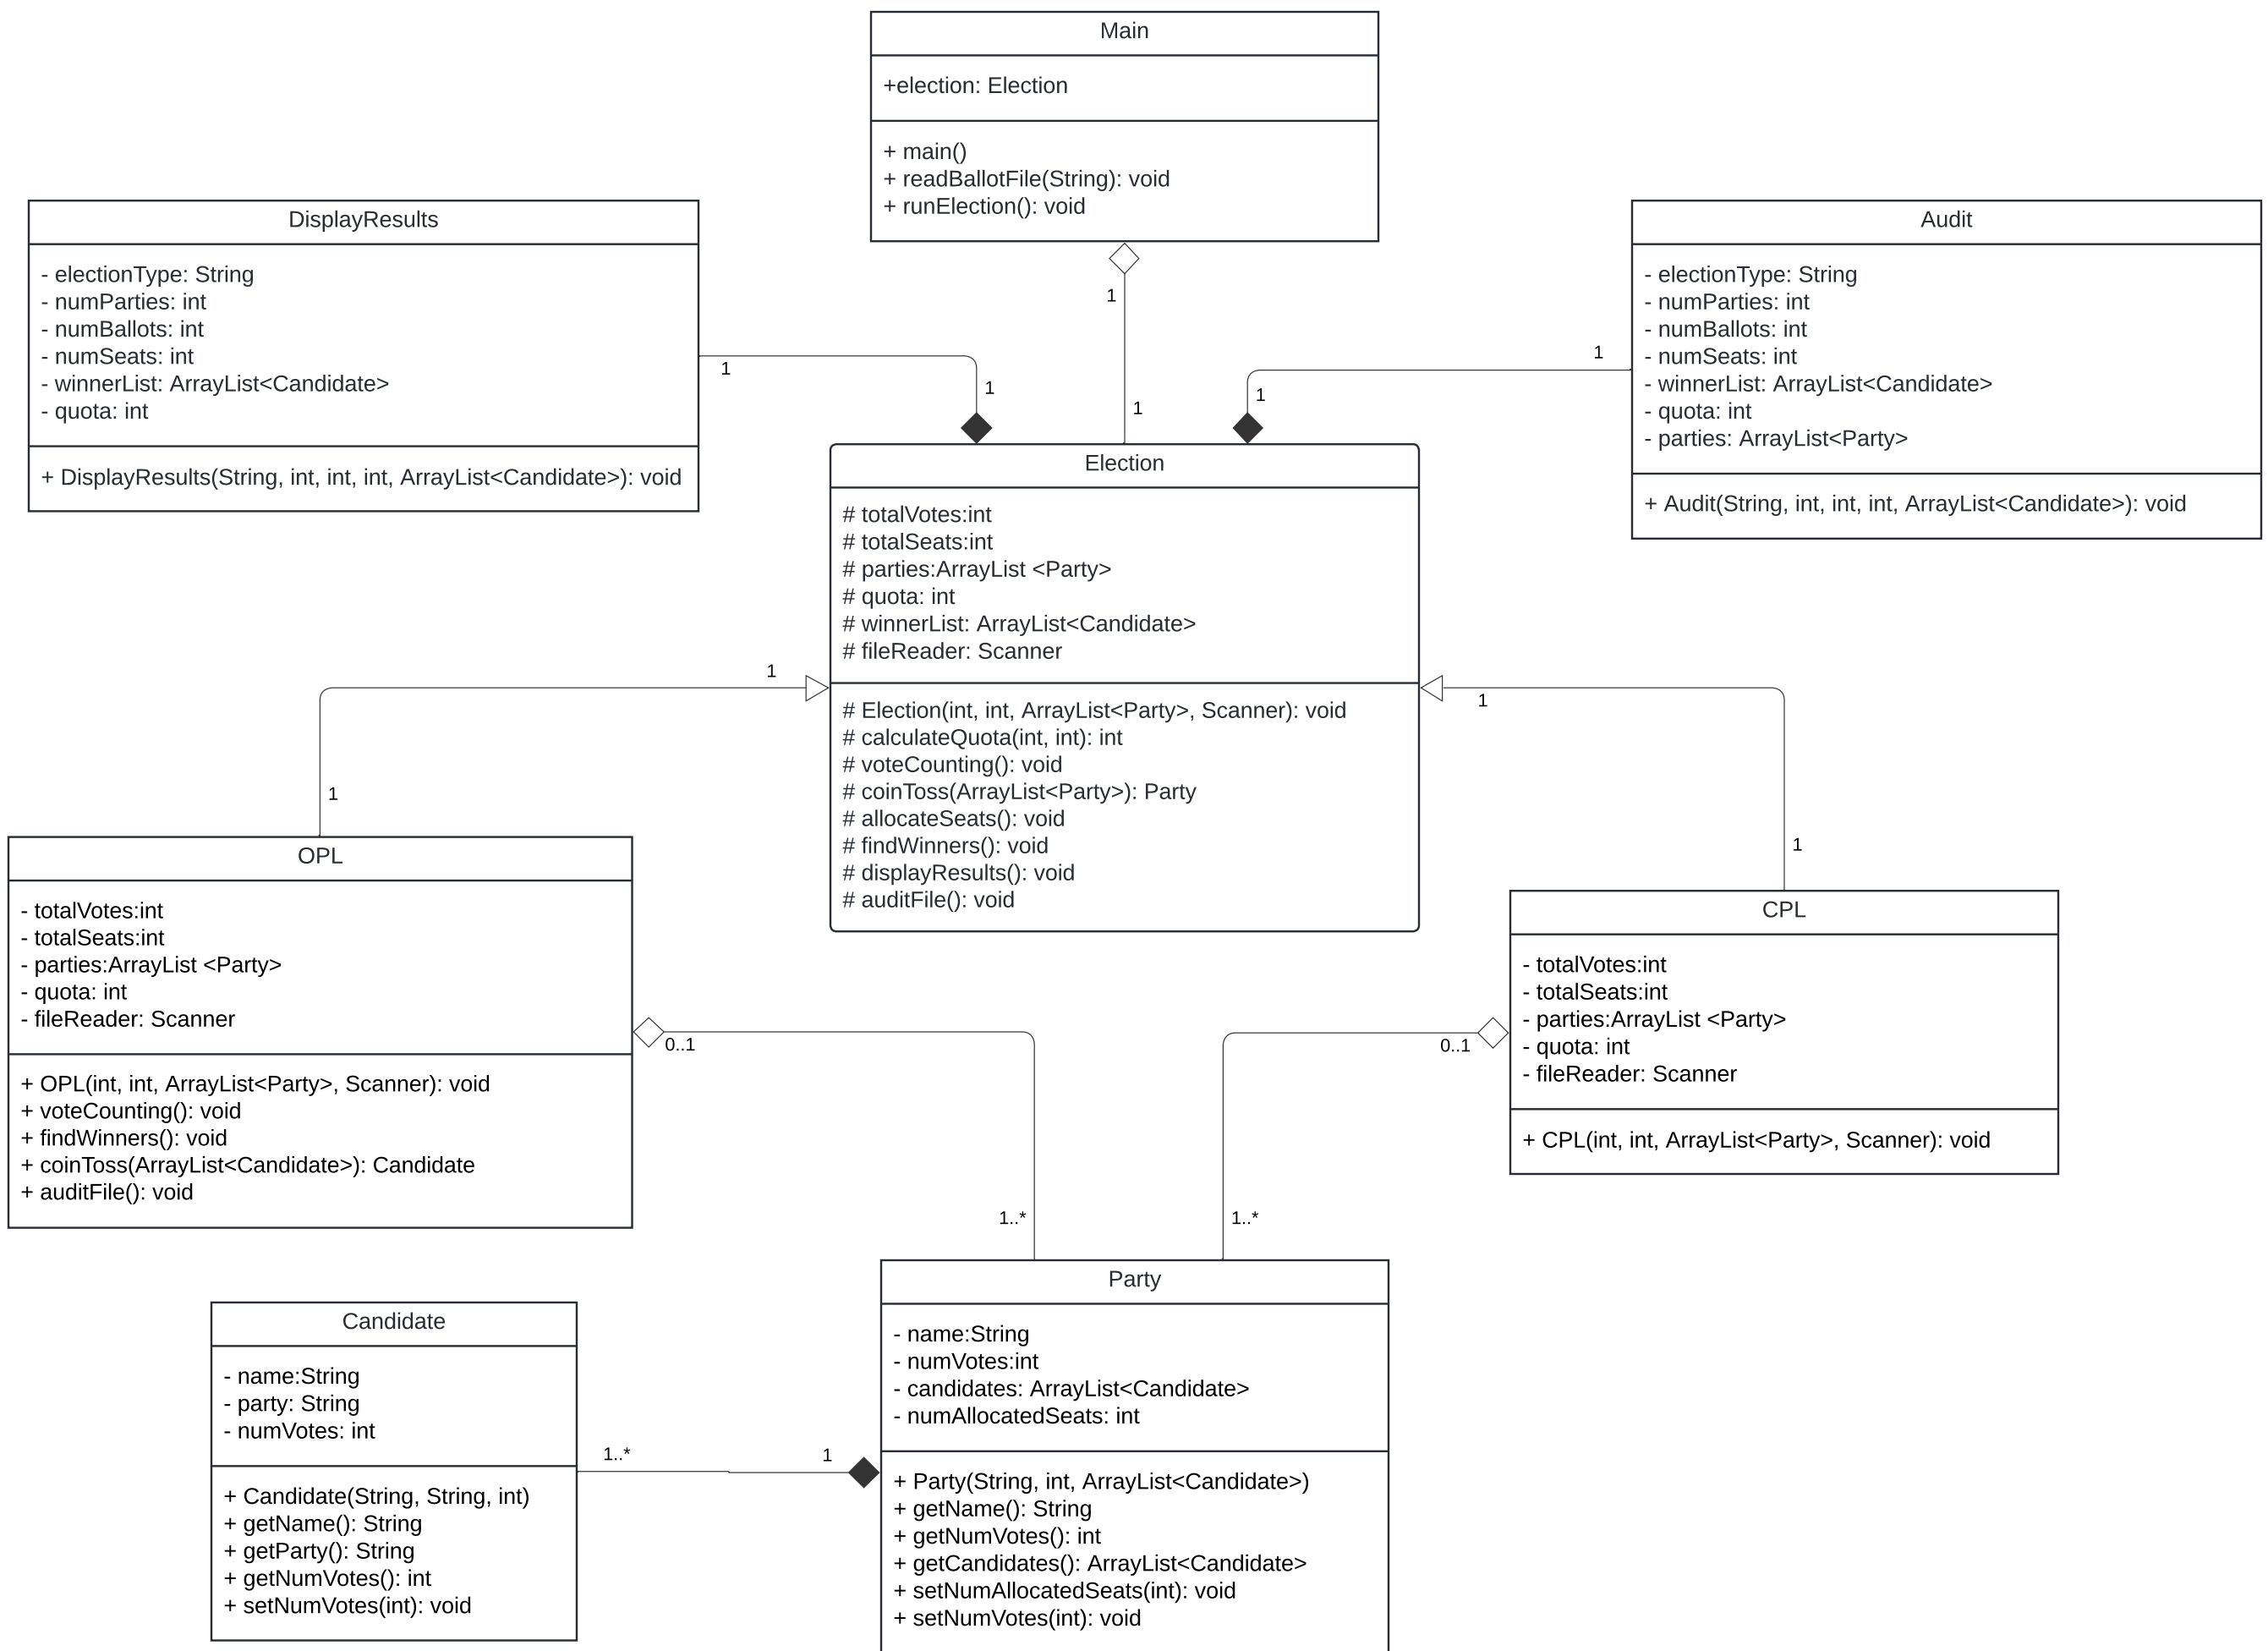 Main
+election: Election
+ main()
+ readBallotFile(String): void
+ runElection(): void
DisplayResults
- electionType: String
- numParties: int
- numBallots: int
- numSeats: int
- winnerList: ArrayList<Candidate>
- quota: int
+ DisplayResults(String, int, int, int, ArrayList<Candidate>): void
Audit
- electionType: String
- numParties: int
- numBallots: int
- numSeats: int
- winnerList: ArrayList<Candidate>
- quota: int
- parties: ArrayList<Party>
+ Audit(String, int, int, int, ArrayList<Candidate>): void
1
1
1
1
1
1
Election
# totalVotes:int
# totalSeats:int
# parties:ArrayList <Party>
# quota: int
# winnerList: ArrayList<Candidate>
# fileReader: Scanner
# Election(int, int, ArrayList<Party>, Scanner): void
# calculateQuota(int, int): int
# voteCounting(): void
# coinToss(ArrayList<Party>): Party
# allocateSeats(): void
# findWinners(): void
# displayResults(): void
# auditFile(): void
1
1
1
1
OPL
- totalVotes:int
- totalSeats:int
- parties:ArrayList <Party>
- quota: int
- fileReader: Scanner
+ OPL(int, int, ArrayList<Party>, Scanner): void
+ voteCounting(): void
+ findWinners(): void
+ coinToss(ArrayList<Candidate>): Candidate
+ auditFile(): void
CPL
- totalVotes:int
- totalSeats:int
- parties:ArrayList <Party>
- quota: int
- fileReader: Scanner
+ CPL(int, int, ArrayList<Party>, Scanner): void
0..1
0..1
1..*
1..*
Candidate
- name:String
- party: String
- numVotes: int
+ Candidate(String, String, int)
+ getName(): String
+ getParty(): String
+ getNumVotes(): int
+ setNumVotes(int): void
1..*
1
Party
- name:String
- numVotes:int
- candidates: ArrayList<Candidate>
- numAllocatedSeats: int
+ Party(String, int, ArrayList<Candidate>)
+ getName(): String
+ getNumVotes(): int
+ getCandidates(): ArrayList<Candidate>
+ setNumAllocatedSeats(int): void
+ setNumVotes(int): void